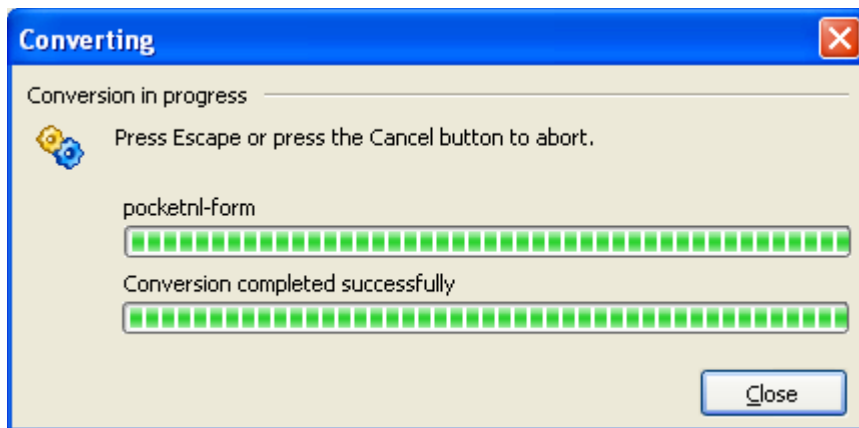 Converting
Conversion in progress
Press Escape or press the Cancel button to abort.
pocketnl-form
Conversion completed successfully
Close